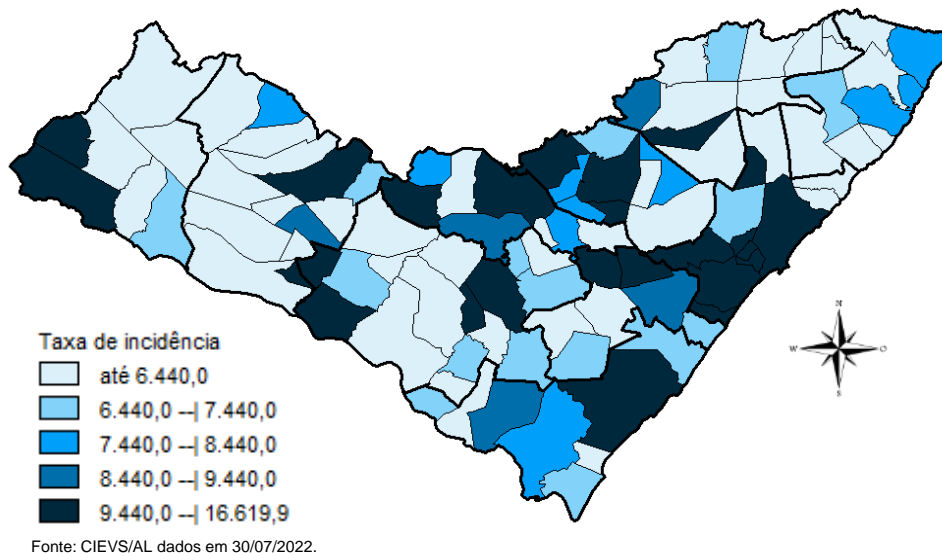 Taxa de incidência
até 6.440,0
6.440,0 --| 7.440,0
7.440,0 --| 8.440,0
8.440,0 --| 9.440,0
9.440,0 --| 16.619,9
N
W
O
S
Fonte: CIEVS/AL dados em 30/07/2022.